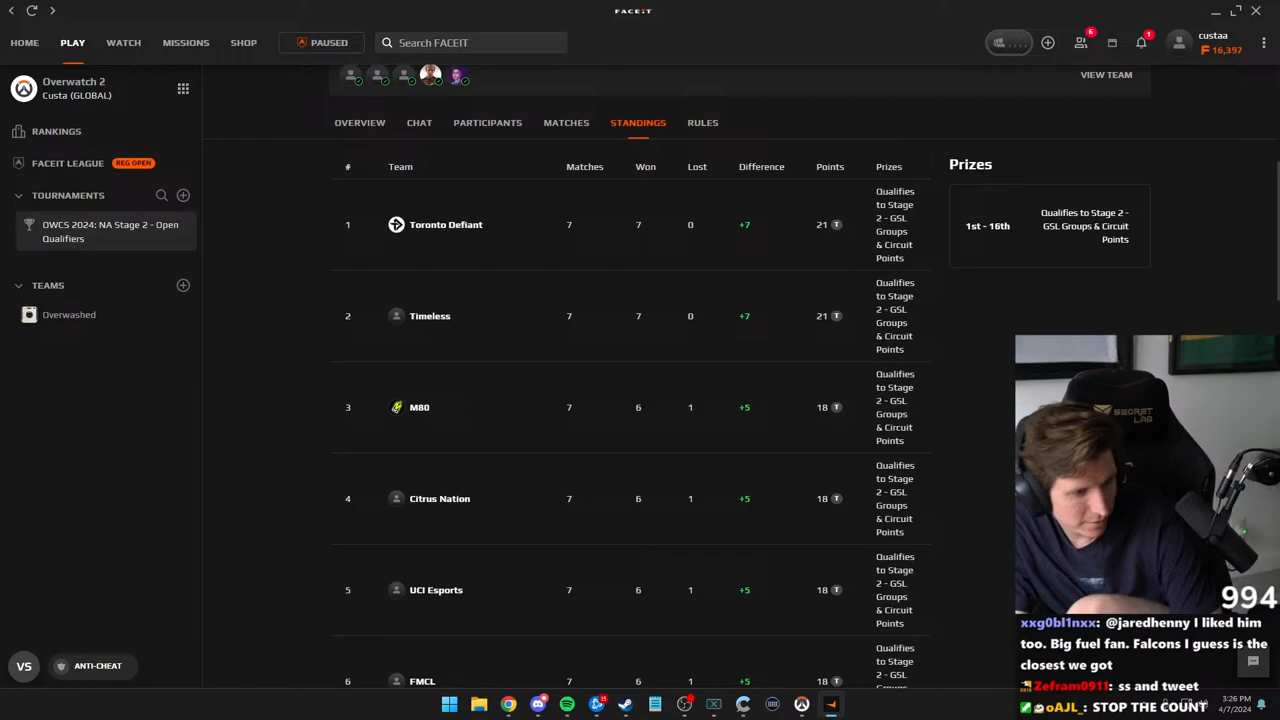 FACEIT
HOME
PLAY
WATCH
MISSIONS
SHOP
PAUSED
Search FACEIT
6
1
custaa
16,397
Overwatch 2
Custa (GLOBAL)
RANKINGS
FACEIT LEAGUE REG OPEN
TOURNAMENTS
OWCS 2024: NA Stage 2 - Open
Qualifiers
TEAMS
Overwashed
VS
ANTI-CHEAT
VIEW TEAM
OVERVIEW CHAT PARTICIPANTS MATCHES STANDINGS RULES
# Team Matches Won Lost Difference Points Prizes
1 Toronto Defiant 7 7 0 +7 21 T
Qualifies
to Stage
2 - GSL
Groups
& Circuit
Points
2 Timeless 7 7 0 +7 21 T
Qualifies
to Stage
2 - GSL
Groups
& Circuit
Points
3 M80 7 6 1 +5 18 T
Qualifies
to Stage
2 - GSL
Groups
& Circuit
Points
4 Citrus Nation 7 6 1 +5 18 T
Qualifies
to Stage
2 - GSL
Groups
& Circuit
Points
5 UCI Esports 7 6 1 +5 18 T
Qualifies
to Stage
2 - GSL
Groups
& Circuit
Points
6 FMCL 7 6 1 +5 18 T
Qualifies
to Stage
2 - GSL
Groups
& Circuit
Prizes
1st - 16th
Qualifies to Stage 2 -
GSL Groups & Circuit
Points
SECRET
LAB
994
xxg0bl1nxx: @jaredhenny I liked him
too. Big fuel fan. Falcons I guess is the
closest we got
Zefram0911: ss and tweet
oAJL_: STOP THE COUNT
15
3:26 PM
4/7/2024